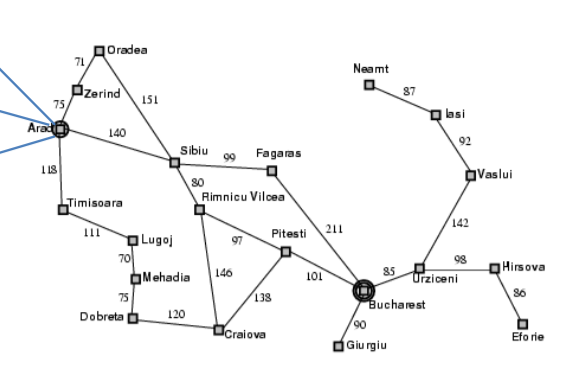 Oradea
71
Neamt
Zerind
87
75
151
Iasi
Arad
140
92
Sibiu
Fagaras
99
118
80
Vaslui
Rimnicu Vilcea
Timisoara
211
142
111
Lugoj
97
Pitesti
70
98
Hirsova
146
85
Mehadia
101
Urziceni
138
86
75
Bucharest
120
90
Dobreta
Craiova
Eforie
Giurgiu